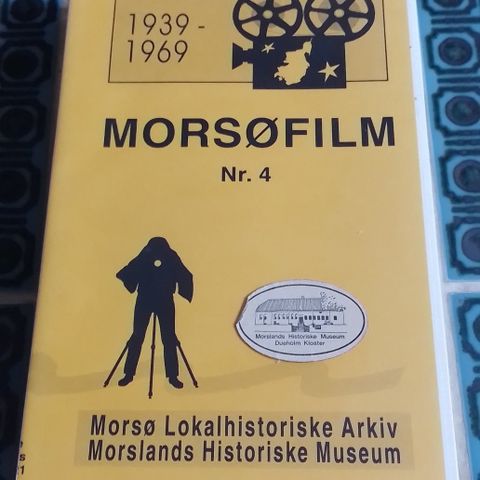 1939 -
1969
MORSØFILM
Nr. 4
Morslands Historiske Museum
Dueholm Kloster
Morsø Lokalhistoriske Arkiv
Morslands Historiske Museum